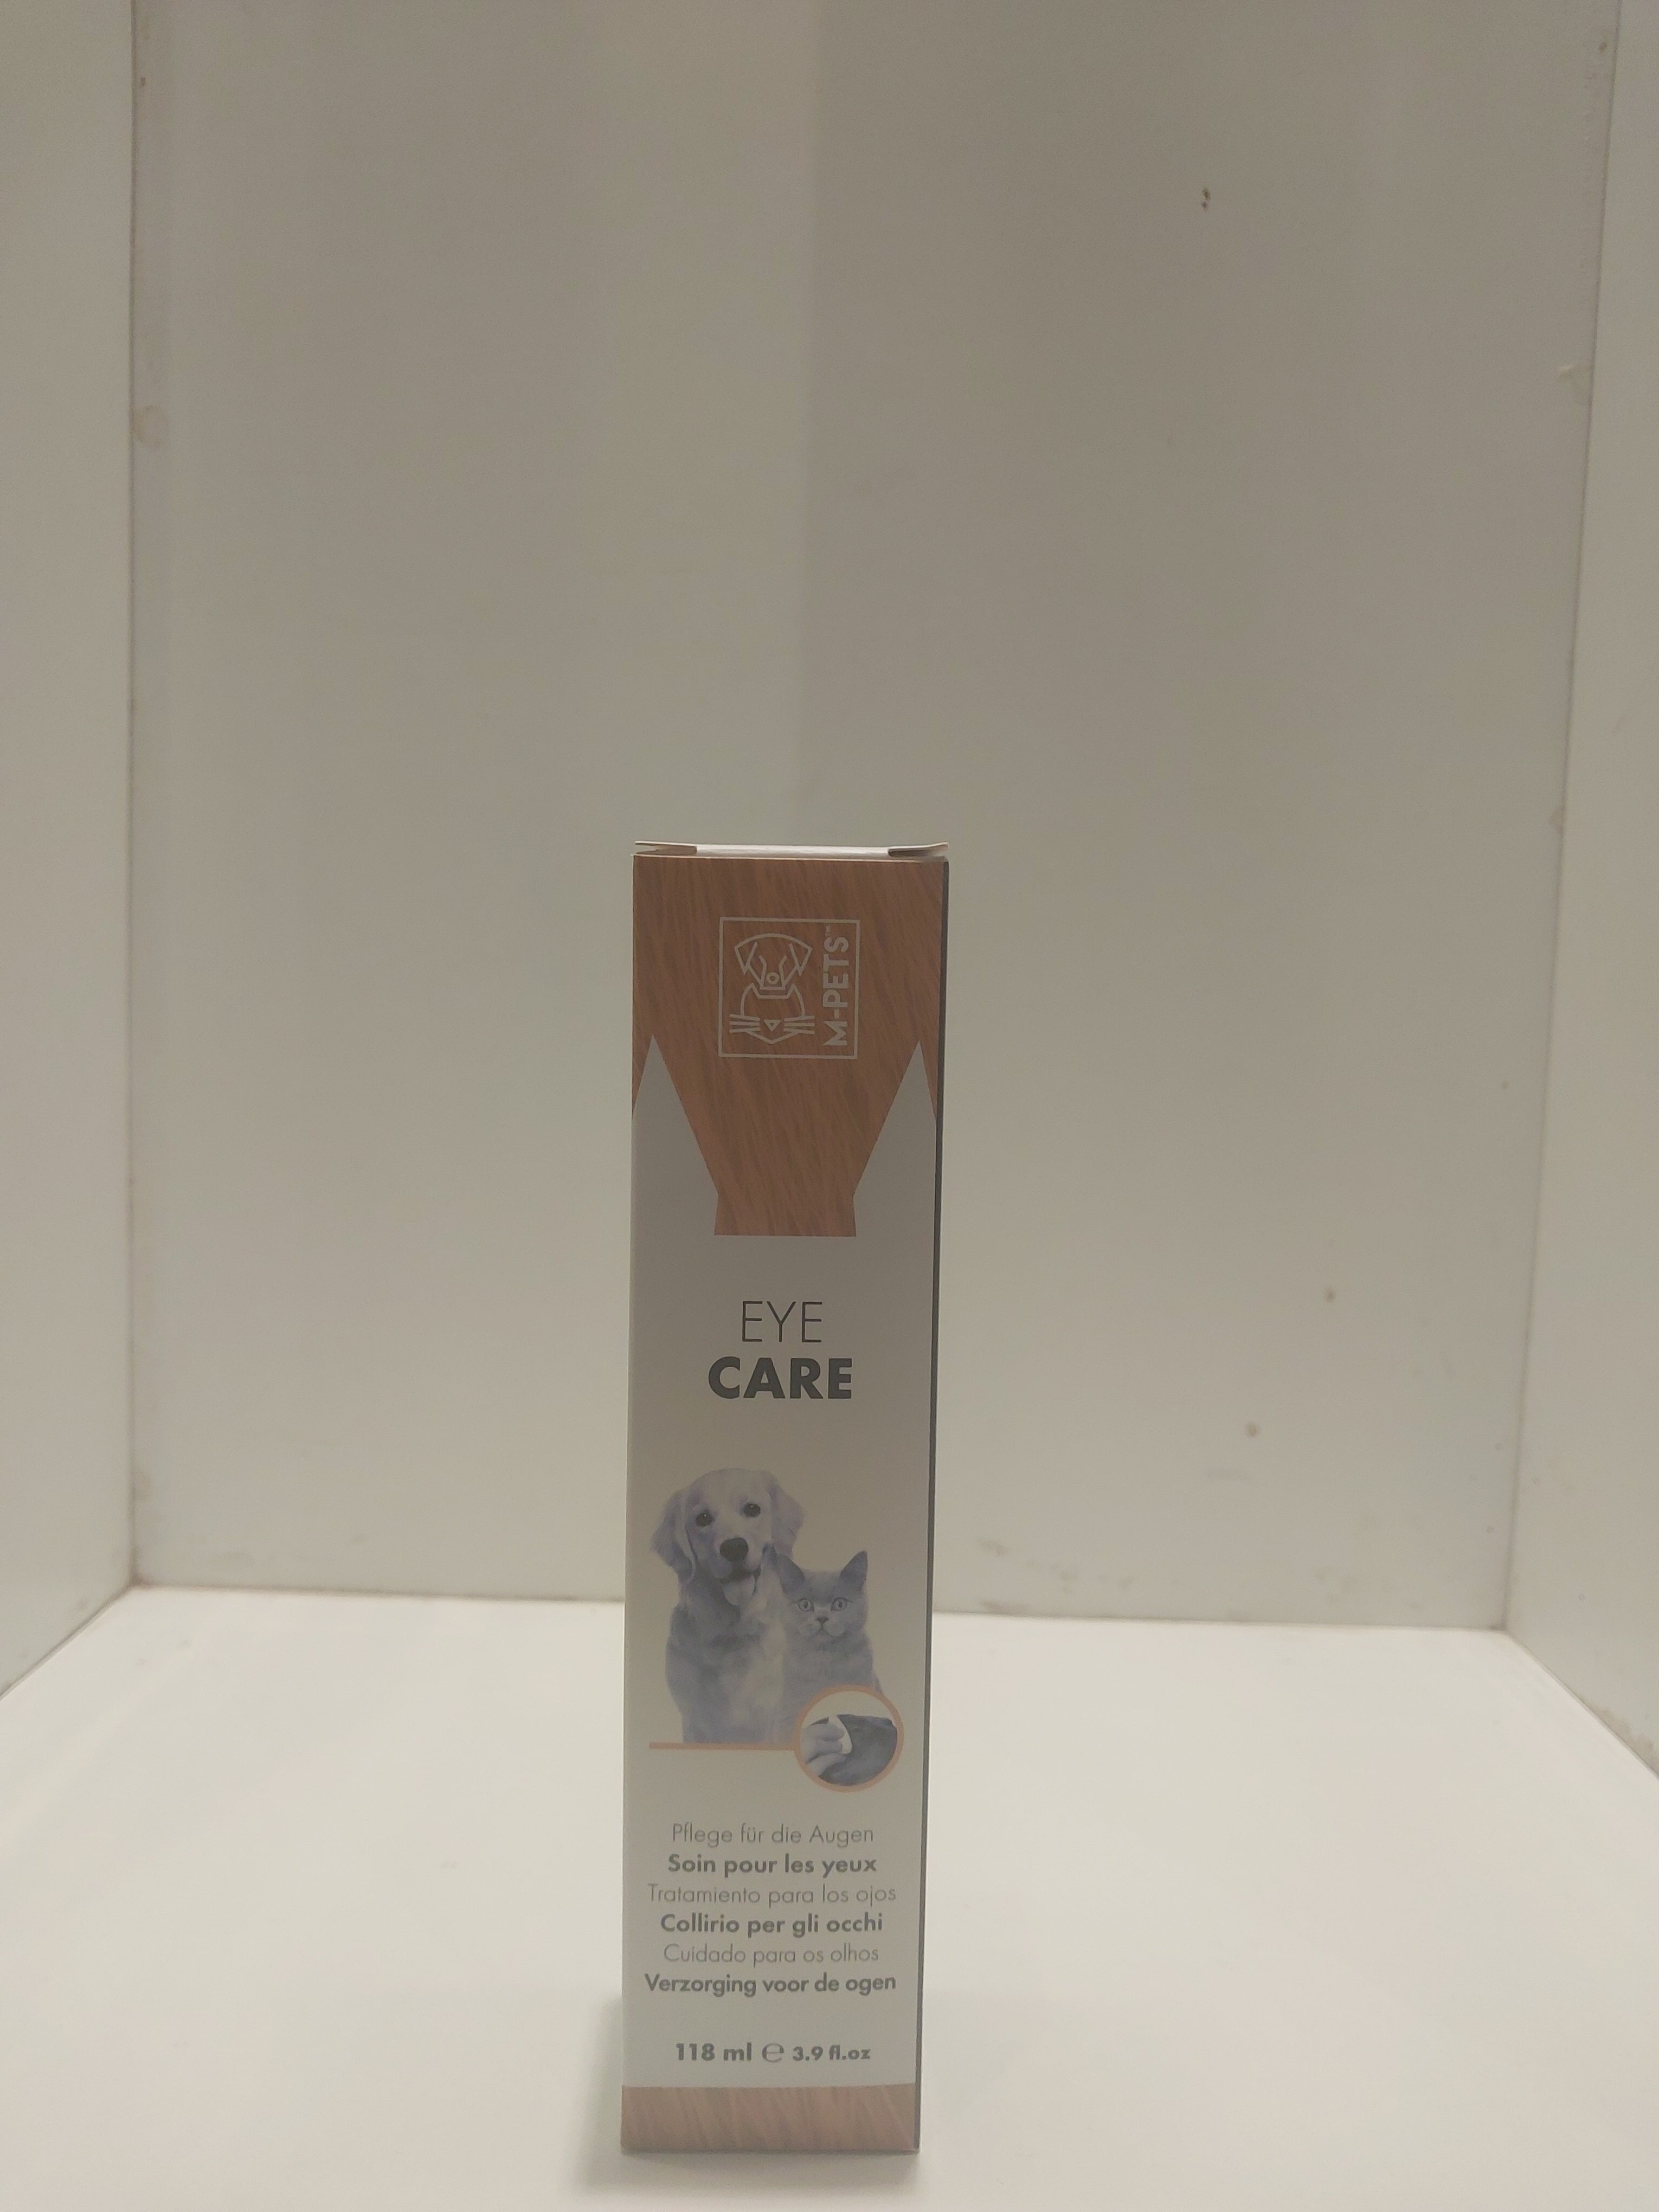 M-PETS™
EYE
CARE
Pflege für die Augen
Soin pour les yeux
Tratamiento para los ojos
Collirio per gli occhi
Cuidado para os olhos
Verzorging voor de ogen
118 ml ℮ 3.9 fl.oz